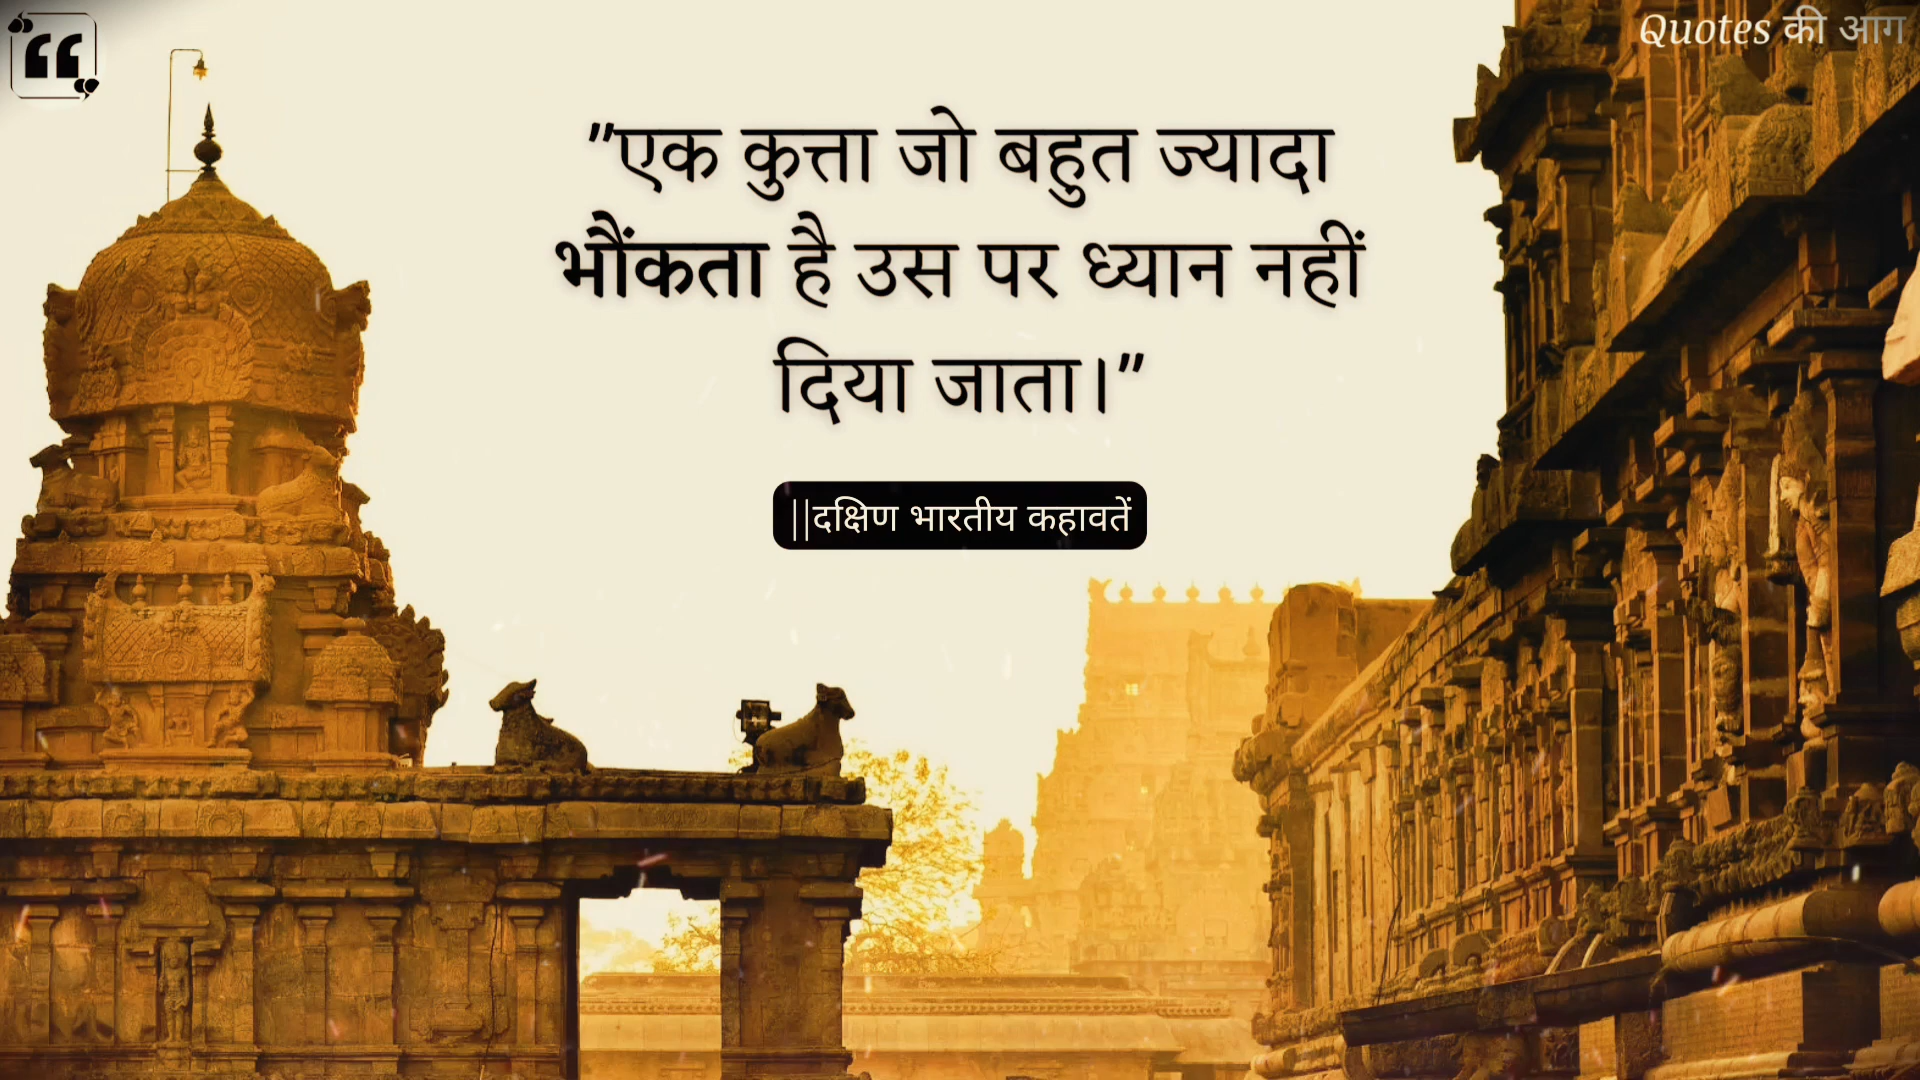 Quotes की आग
"एक कुत्ता जो बहुत ज्यादा
भौंकता है उस पर ध्यान नहीं
दिया जाता।"
||दक्षिण भारतीय कहावतें